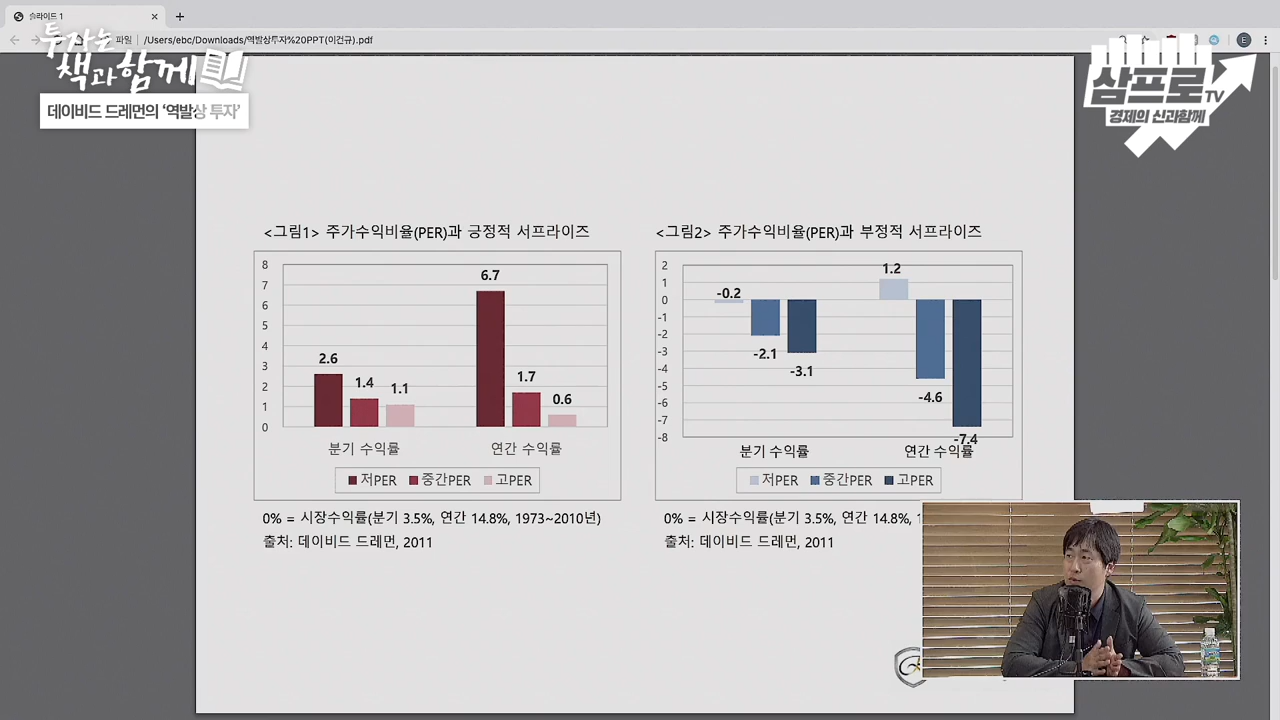 슬라이드 1
파일
/Users/ebc/Downloads/역발상투자%20PPT(이건규).pdf
E
투자는
책과함께
데이비드 드레먼의 '역발상 투자'
삼프로TV
경제의 신과함께
<그림1> 주가수익비율(PER)과 긍정적 서프라이즈
8
7
6
5
4
3
2
1
0
2.6
1.4
1.1
6.7
1.7
0.6
분기 수익률
연간 수익률
저PER 중간PER 고PER
0% = 시장수익률(분기 3.5%, 연간 14.8%, 1973~2010년)
출처: 데이비드 드레먼, 2011
<그림2> 주가수익비율(PER)과 부정적 서프라이즈
2
1
0
-1
-2
-3
-4
-5
-6
-7
-8
-0.2
-2.1
-3.1
1.2
-4.6
-7.4
분기 수익률
연간 수익률
저PER 중간PER 고PER
0% = 시장수익률(분기 3.5%, 연간 14.8%,
출처: 데이비드 드레먼, 2011